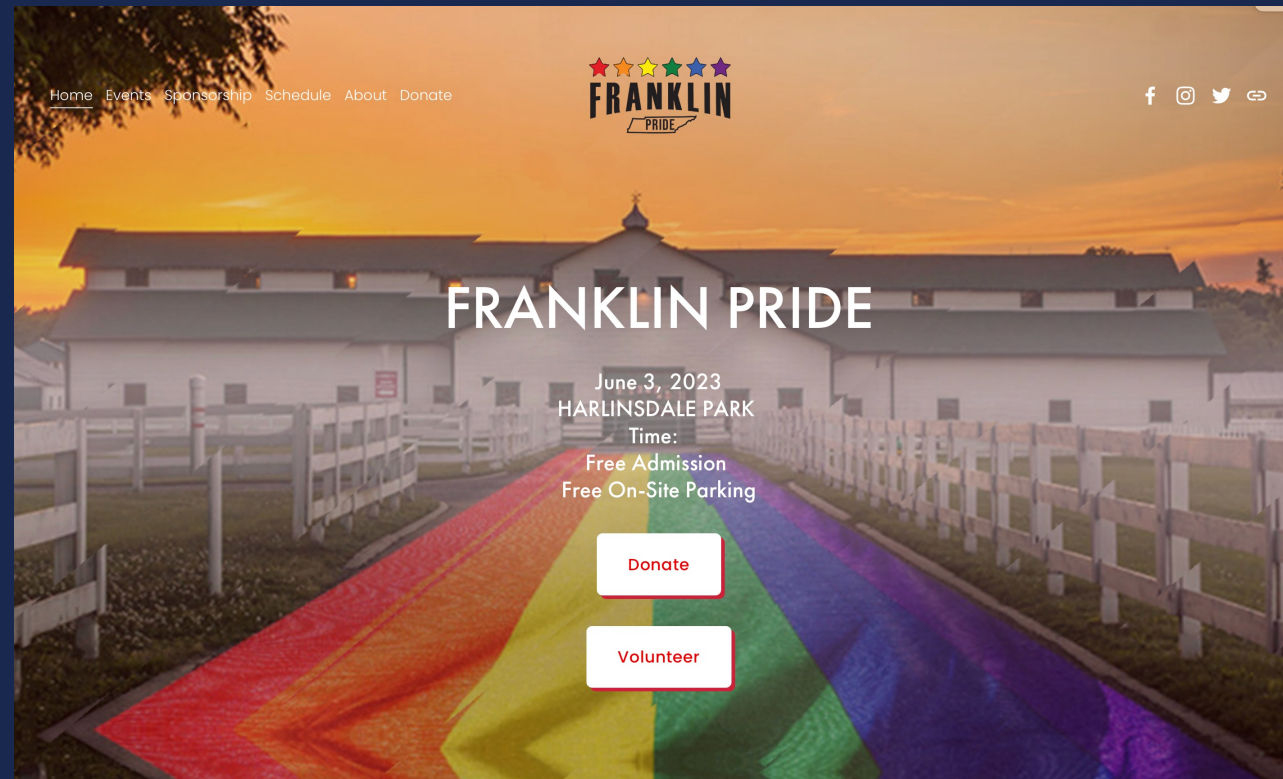 Home Events Sponsorship Schedule About Donate
FRANKLIN
PRIDE
FRANKLIN PRIDE
June 3, 2023
HARLINSDALE PARK
Time:
Free Admission
Free On-Site Parking
Donate
Volunteer